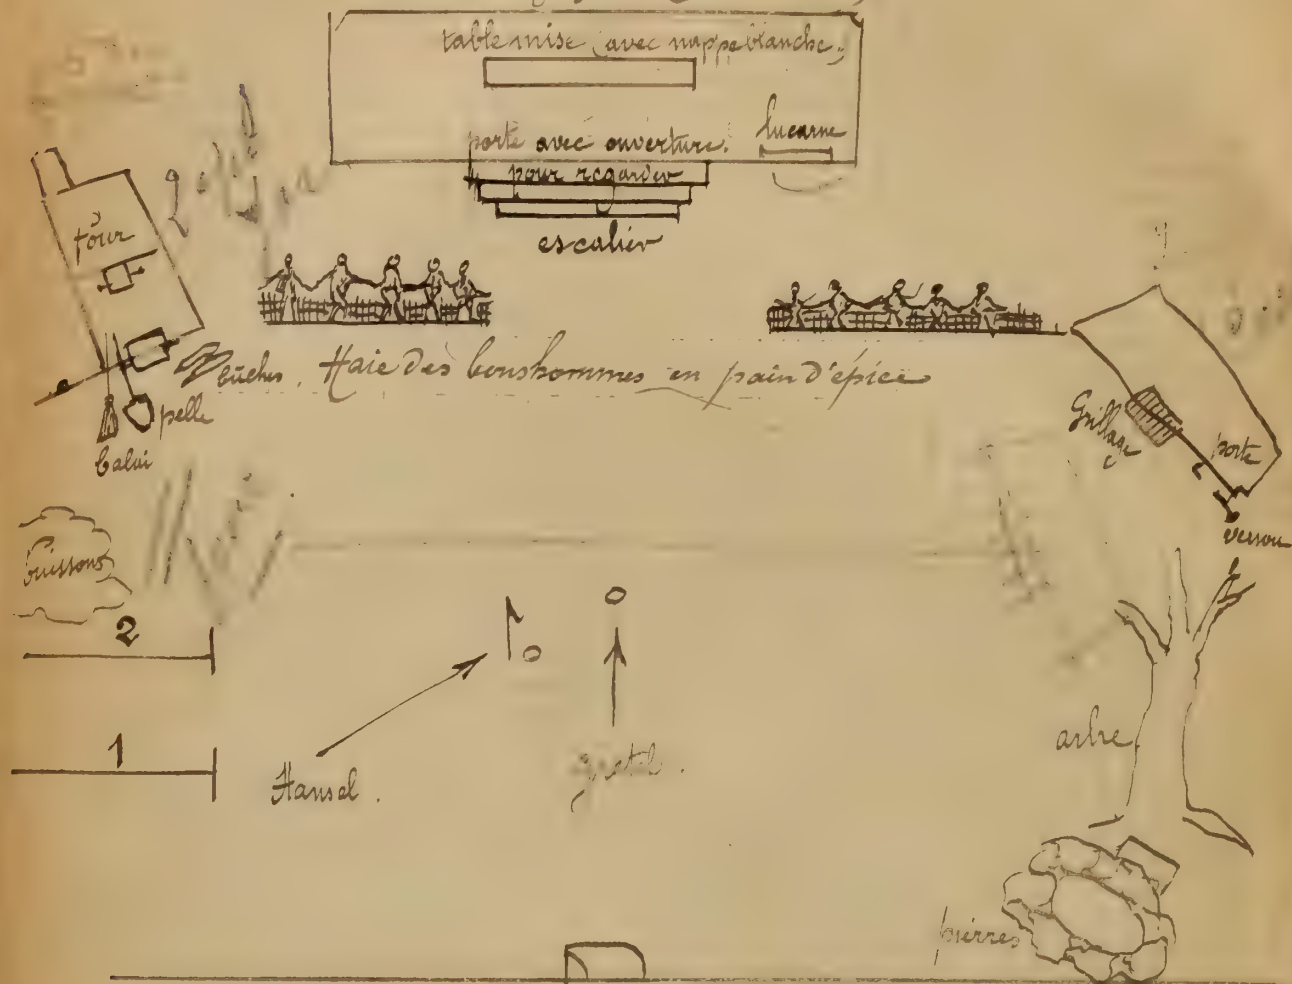 table mise (avec nappe blanche)
porte avec ouverture
pour regarder
lucarne
escalier
four
Bûches. Haie des bonshommes en pain d'épice
pelle
balai
Grillage
porte
verrou
buissons
2
1
Hansel.
gretel.
arbre
pierres